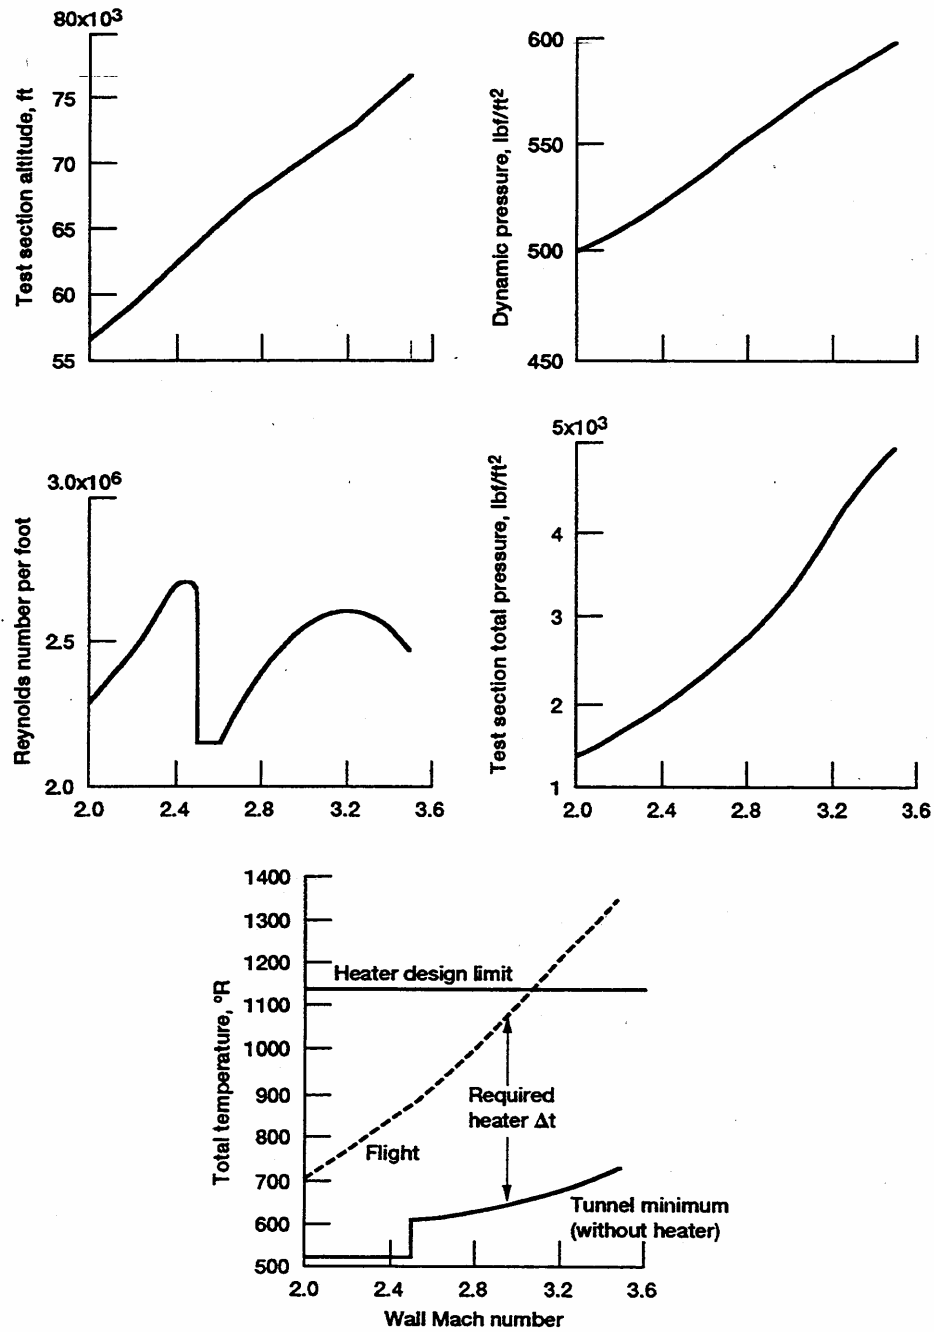 80x10³
75
70
65
60
55
Test section altitude, ft
600
550
500
450
Dynamic pressure, lbf/ft²
3.0x10⁶
2.5
2.0
Reynolds number per foot
2.0 2.4 2.8 3.2 3.6
5x10³
4
3
2
1
Test section total pressure, lbf/ft²
2.0 2.4 2.8 3.2 3.6
1400
1300
1200
1100
1000
900
800
700
600
500
Total temperature, °R
Heater design limit
Required
heater Δt
Flight
Tunnel minimum
(without heater)
2.0 2.4 2.8 3.2 3.6
Wall Mach number